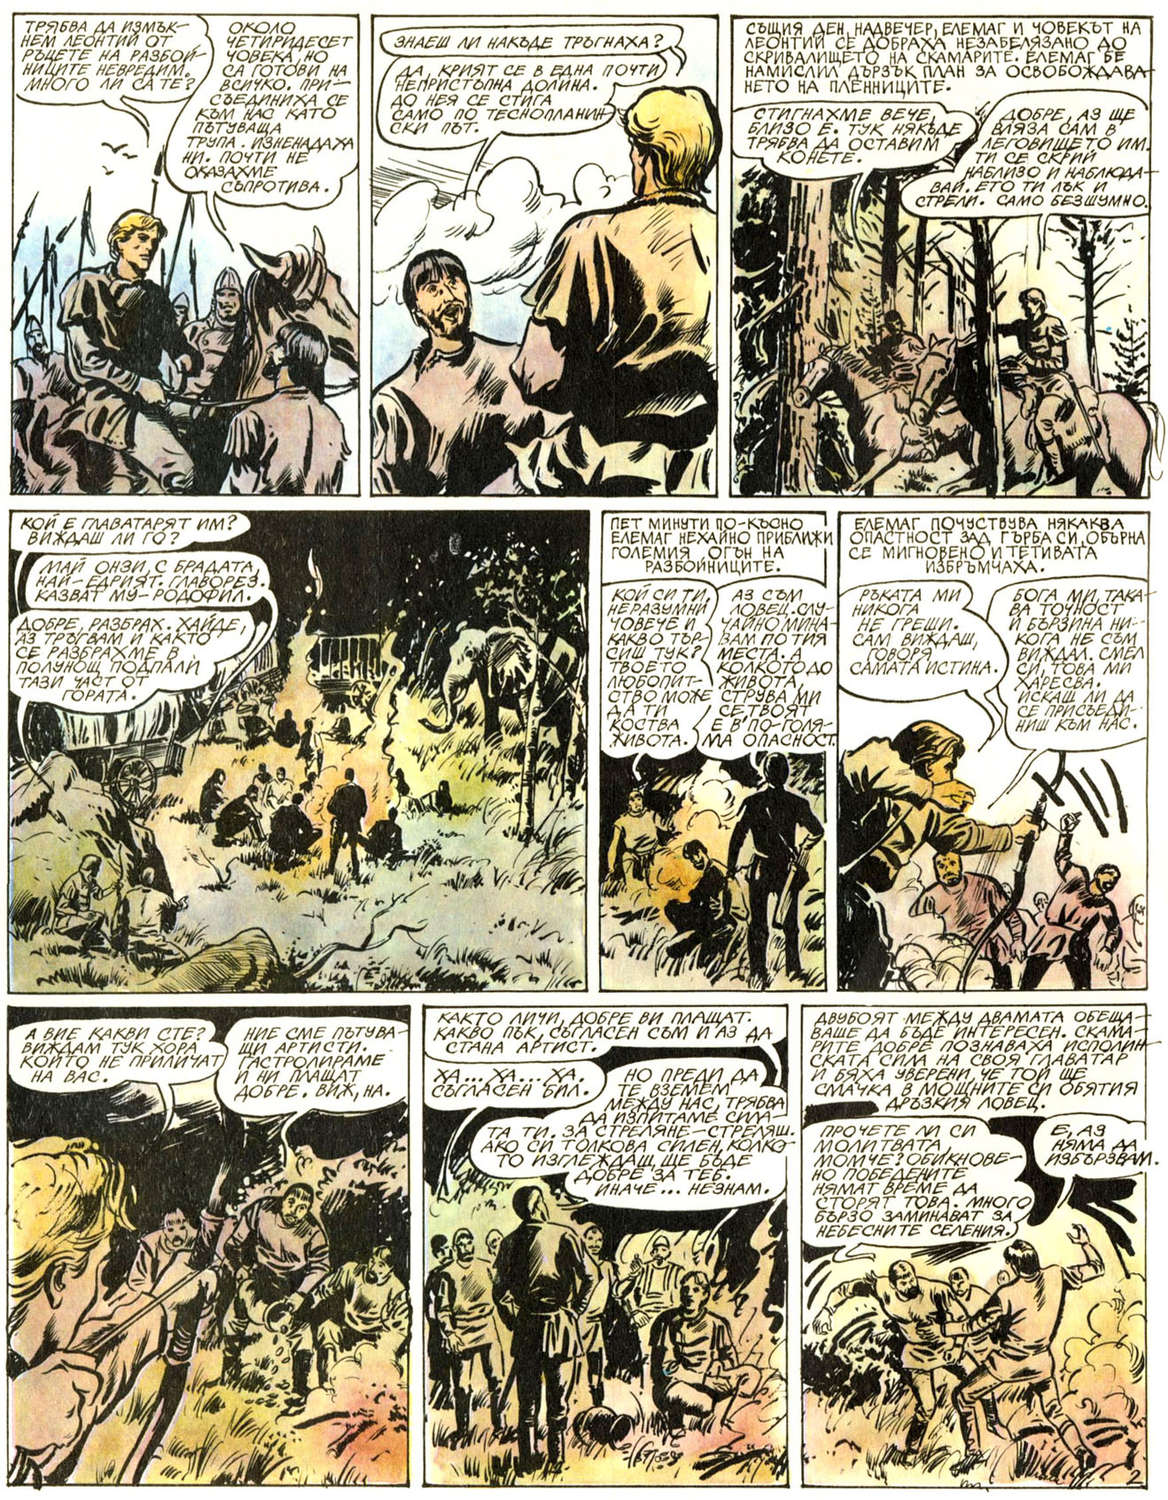 ТРЯБВА ДА ИЗМЪК-
НЕМ ЛЕОНТИЙ ОТ
РЪЦЕТЕ НА РАЗБОЙ-
НИЦИТЕ НЕВРЕДИМ.
МНОГО ЛИ СА ТЕ?
ОКОЛО
ЧЕТИРИДЕСЕТ
ЧОВЕКА, НО
СА ГОТОВИ НА
ВСИЧКО. ПРИ-
СЪЕДИНИХА СЕ
КЪМ НАС КАТО
ПЪТУВАЩА
ТРУПА. ИЗНЕНАДАХА
НИ. ПОЧТИ НЕ
ОКАЗАХМЕ
СЪПРОТИВА.
ЗНАЕШ ЛИ НАКЪДЕ ТРЪГНАХА?
ДА, КРИЯТ СЕ В ЕДНА ПОЧТИ
НЕПРИСТЪПНА ДОЛИНА.
ДО НЕЯ СЕ СТИГА
САМО ПО ТЕСНОПЛАНИН-
СКИ ПЪТ.
СЪЩИЯ ДЕН, НАДВЕЧЕР, ЕЛЕМАГ И ЧОВЕКЪТ НА
ЛЕОНТИЙ СЕ ДОБРАХА НЕЗАБЕЛЯЗАНО ДО
СКРИВАЛИЩЕТО НА СКАМАРИТЕ. ЕЛЕМАГ БЕ
НАМИСЛИЛ ДЪРЗЪК ПЛАН ЗА ОСВОБОЖДАВА-
НЕТО НА ПЛЕННИЦИТЕ.
СТИГНАХМЕ ВЕЧЕ,
БЛИЗО Е. ТУК НЯКЪДЕ
ТРЯБВА ДА ОСТАВИМ
КОНЕТЕ.
ДОБРЕ, АЗ ЩЕ
ВЛЯЗА САМ В
ЛЕГОВИЩЕТО ИМ.
ТИ СЕ СКРИЙ
НАБЛИЗО И НАБЛЮДА-
ВАЙ. ЕТО ТИ ЛЪК И
СТРЕЛИ. САМО БЕЗШУМНО.
КОЙ Е ГЛАВАТАРЯТ ИМ?
ВИЖДАШ ЛИ ГО?
МАЙ ОНЗИ, С БРАДАТА,
НАЙ-ЕДРИЯТ ГЛАВОРЕЗ.
КАЗВАТ МУ-РОДОФИЛ.
ДОБРЕ, РАЗБРАХ. ХАЙДЕ,
АЗ ТРЪГВАМ И КАКТО
СЕ РАЗБРАХМЕ В
ПОЛУНОЩ ПОДПАЛИ
ТАЗИ ЧАСТ ОТ
ГОРАТА.
ПЕТ МИНУТИ ПО-КЪСНО
ЕЛЕМАГ НЕХАЙНО ПРИБЛИЖИ
ГОЛЕМИЯ ОГЪН НА
РАЗБОЙНИЦИТЕ.
КОЙ СИ ТИ,
НЕРАЗУМНИ
ЧОВЕЧЕ И
КАКВО ТЪР-
СИШ ТУК?
ТВОЕТО
ЛЮБОПИТ-
СТВО МОЖЕ
ДА ТИ
КОСТВА
ЖИВОТА.
АЗ СЪМ
ЛОВЕЦ. СЛУ-
ЧАЙНО МИНА-
ВАМ ПО ТИЯ
МЕСТА. А
КОЛКОТО ДО
ЖИВОТА,
СТРУВА МИ
СЕ ТВОЯТ
Е В ПО-ГОЛЯ-
МА ОПАСНОСТ.
ЕЛЕМАГ ПОЧУСТВУВА НЯКАКВА
ОПАСТНОСТ ЗАД ГЪРБА СИ, ОБЪРНА
СЕ МИГНОВЕНО И ТЕТИВАТА
ИЗБРЪМЧАХА.
РЪКАТА МИ
НИКОГА
НЕ ГРЕШИ.
САМ ВИЖДАШ,
ГОВОРЯ
САМАТА ИСТИНА.
БОГА МИ, ТАКА-
ВА ТОЧНОСТ
И БЪРЗИНА НИ-
КОГА НЕ СЪМ
ВИЖДАЛ. СМЕЛ
СИ, ТОВА МИ
ХАРЕСВА.
ИСКАШ ЛИ ДА
СЕ ПРИСЪЕДИ-
НИШ КЪМ НАС.
А ВИЕ КАКВИ СТЕ?
ВИЖДАМ ТУК ХОРА
КОИТО НЕ ПРИЛИЧАТ
НА ВАС.
НИЕ СМЕ ПЪТУВА-
ЩИ АРТИСТИ.
ГАСТРОЛИРАМЕ
И НИ ПЛАЩАТ
ДОБРЕ. ВИЖ, НА.
КАКТО ЛИЧИ, ДОБРЕ ВИ ПЛАЩАТ.
КАКВО ПЪК, СЪГЛАСЕН СЪМ И АЗ ДА
СТАНА АРТИСТ.
ХА... ХА... ХА.
СЪГЛАСЕН БИЛ.
НО ПРЕДИ ДА
ТЕ ВЗЕМЕМ
МЕЖДУ НАС, ТРЯБВА
ДА ИЗПИТАМЕ СИЛА-
ТА ТИ. ЗА СТРЕЛЯНЕ-СТРЕЛЯШ.
АКО СИ ТОЛКОВА СИЛЕН, КОЛКО-
ТО ИЗГЛЕЖДАШ, ЩЕ БЪДЕ
ДОБРЕ ЗА ТЕБ.
ИНАЧЕ... НЕЗНАМ.
ДВУБОЯТ МЕЖДУ ДВАМАТА ОБЕЩА-
ВАШЕ ДА БЪДЕ ИНТЕРЕСЕН. СКАМА-
РИТЕ ДОБРЕ ПОЗНАВАХА ИСПОЛИН-
СКАТА СИЛА НА СВОЯ ГЛАВАТАР
И БЯХА УВЕРЕНИ, ЧЕ ТОЙ ЩЕ
СМАЧКА В МОЩНИТЕ СИ ОБЯТИЯ
ДРЪЗКИЯ ЛОВЕЦ.
ПРОЧЕТЕ ЛИ СИ
МОЛИТВАТА,
МОМЧЕ? ОБИКНОВЕ-
НО ПОБЕДЕНИТЕ
НЯМАТ ВРЕМЕ ДА
СТОРЯТ ТОВА. МНОГО
БЪРЗО ЗАМИНАВАТ ЗА
НЕБЕСНИТЕ СЕЛЕНИЯ.
Е, АЗ
НЯМА ДА
ИЗБЪРЗВАМ.
2